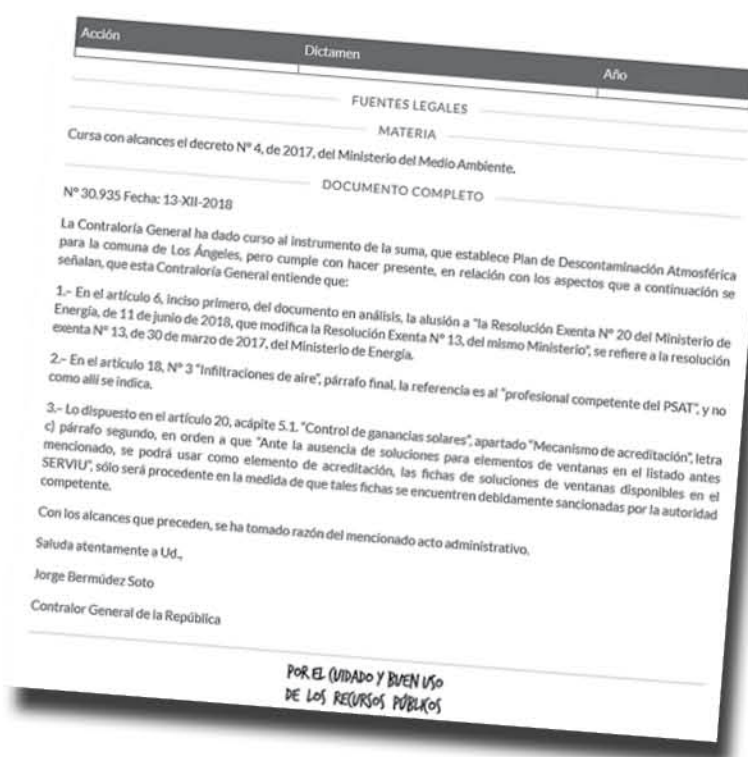 Acción Dictamen Año
FUENTES LEGALES
MATERIA
Cursa con alcances el decreto N° 4, de 2017, del Ministerio del Medio Ambiente.
DOCUMENTO COMPLETO
N° 30.935 Fecha: 13-XII-2018
La Contraloría General ha dado curso al instrumento de la suma, que establece Plan de Descontaminación Atmosférica
para la comuna de Los Ángeles, pero cumple con hacer presente, en relación con los aspectos que a continuación se
señalan, que esta Contraloría General entiende que:
1.- En el artículo 6, inciso primero, del documento en análisis, la alusión a "la Resolución Exenta N° 20 del Ministerio de
Energía, de 11 de junio de 2018, que modifica la Resolución Exenta N° 13, del mismo Ministerio", se refiere a la resolución
exenta N° 13, de 30 de marzo de 2017, del Ministerio de Energía.
2.- En el artículo 18, N° 3 "Infiltraciones de aire", párrafo final, la referencia es al "profesional competente del PSAT", y no
como allí se indica.
3.- Lo dispuesto en el artículo 20, acápite 5.1. "Control de ganancias solares", apartado "Mecanismo de acreditación", letra
c) párrafo segundo, en orden a que "Ante la ausencia de soluciones para elementos de ventanas en el listado antes
mencionado, se podrá usar como elemento de acreditación, las fichas de soluciones de ventanas disponibles en el
SERVIU", sólo será procedente en la medida de que tales fichas se encuentren debidamente sancionadas por la autoridad
competente.
Con los alcances que preceden, se ha tomado razón del mencionado acto administrativo.
Saluda atentamente a Ud.,
Jorge Bermúdez Soto
Contralor General de la República
POR EL CUIDADO Y BUEN USO
DE LOS RECURSOS PÚBLICOS